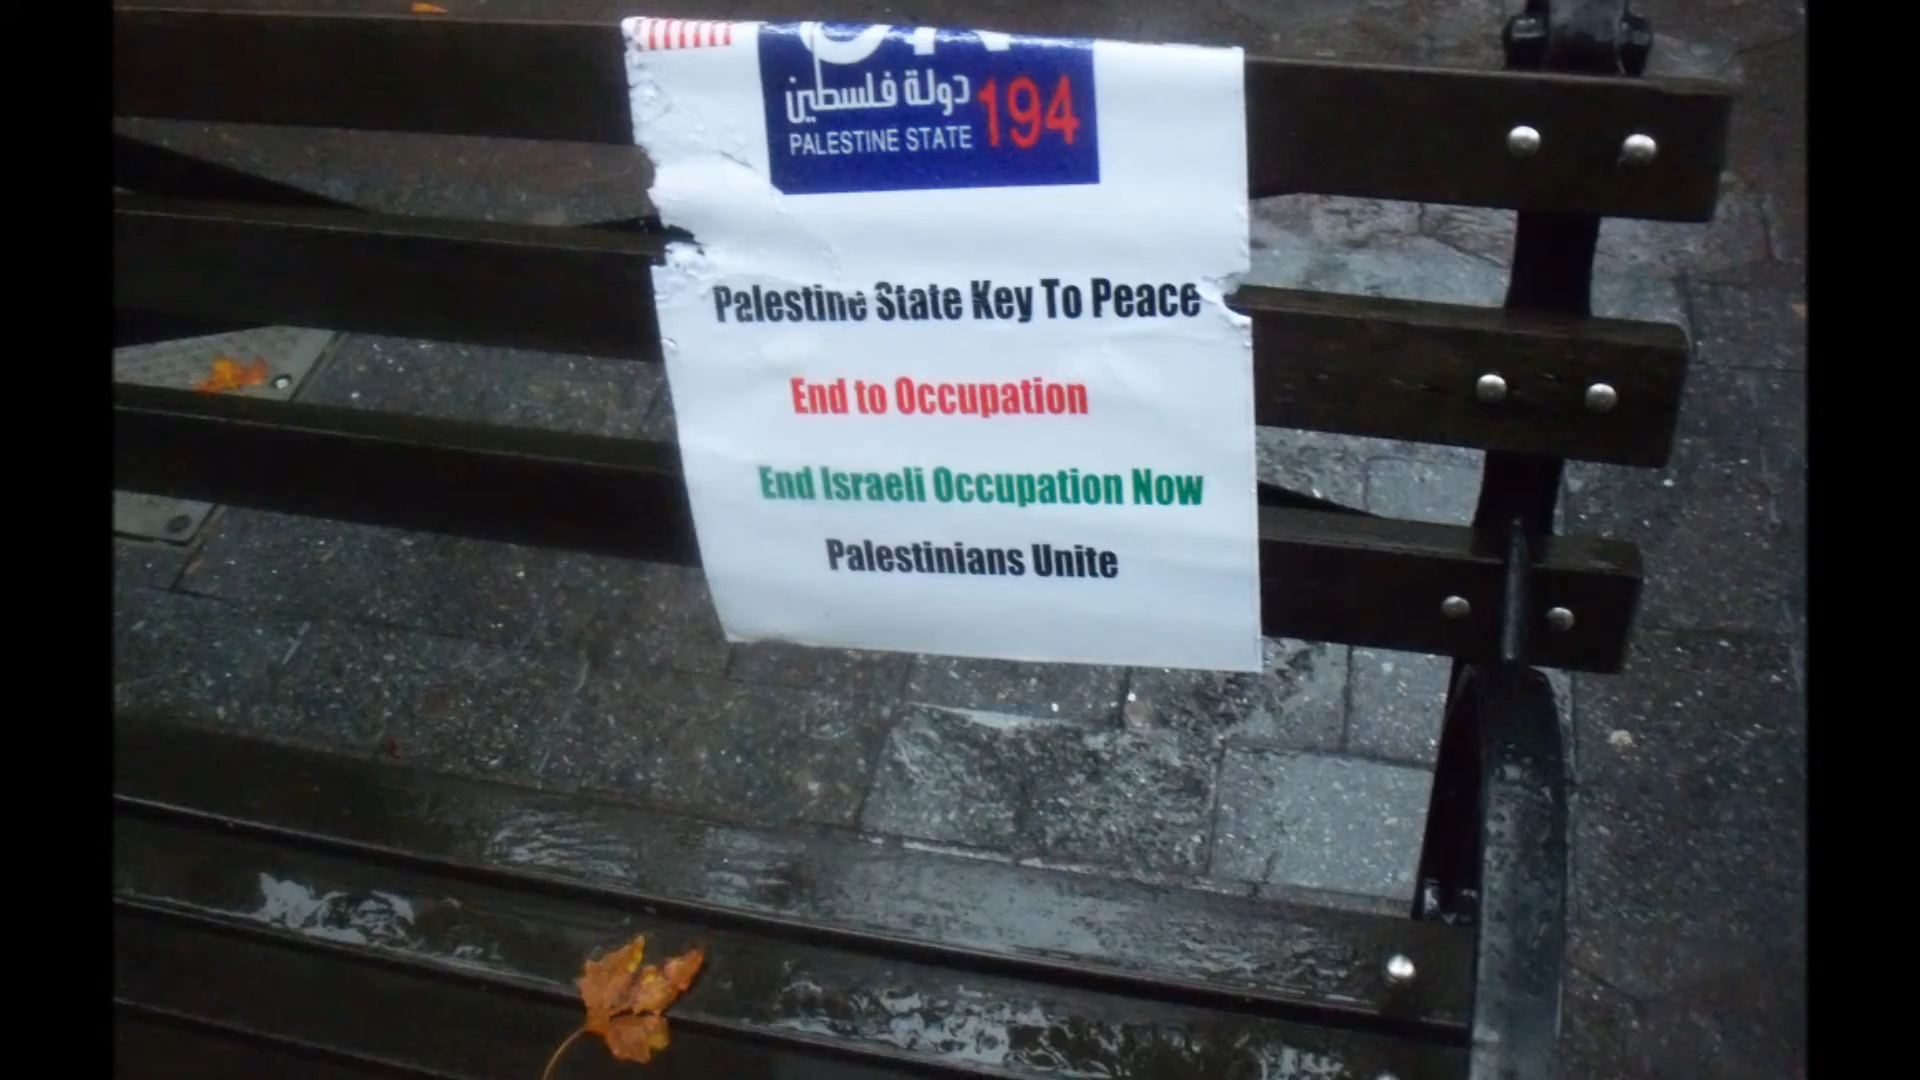 UN
دولة فلسطين 194
PALESTINE STATE
Palestine State Key To Peace
End to Occupation
End Israeli Occupation Now
Palestinians Unite